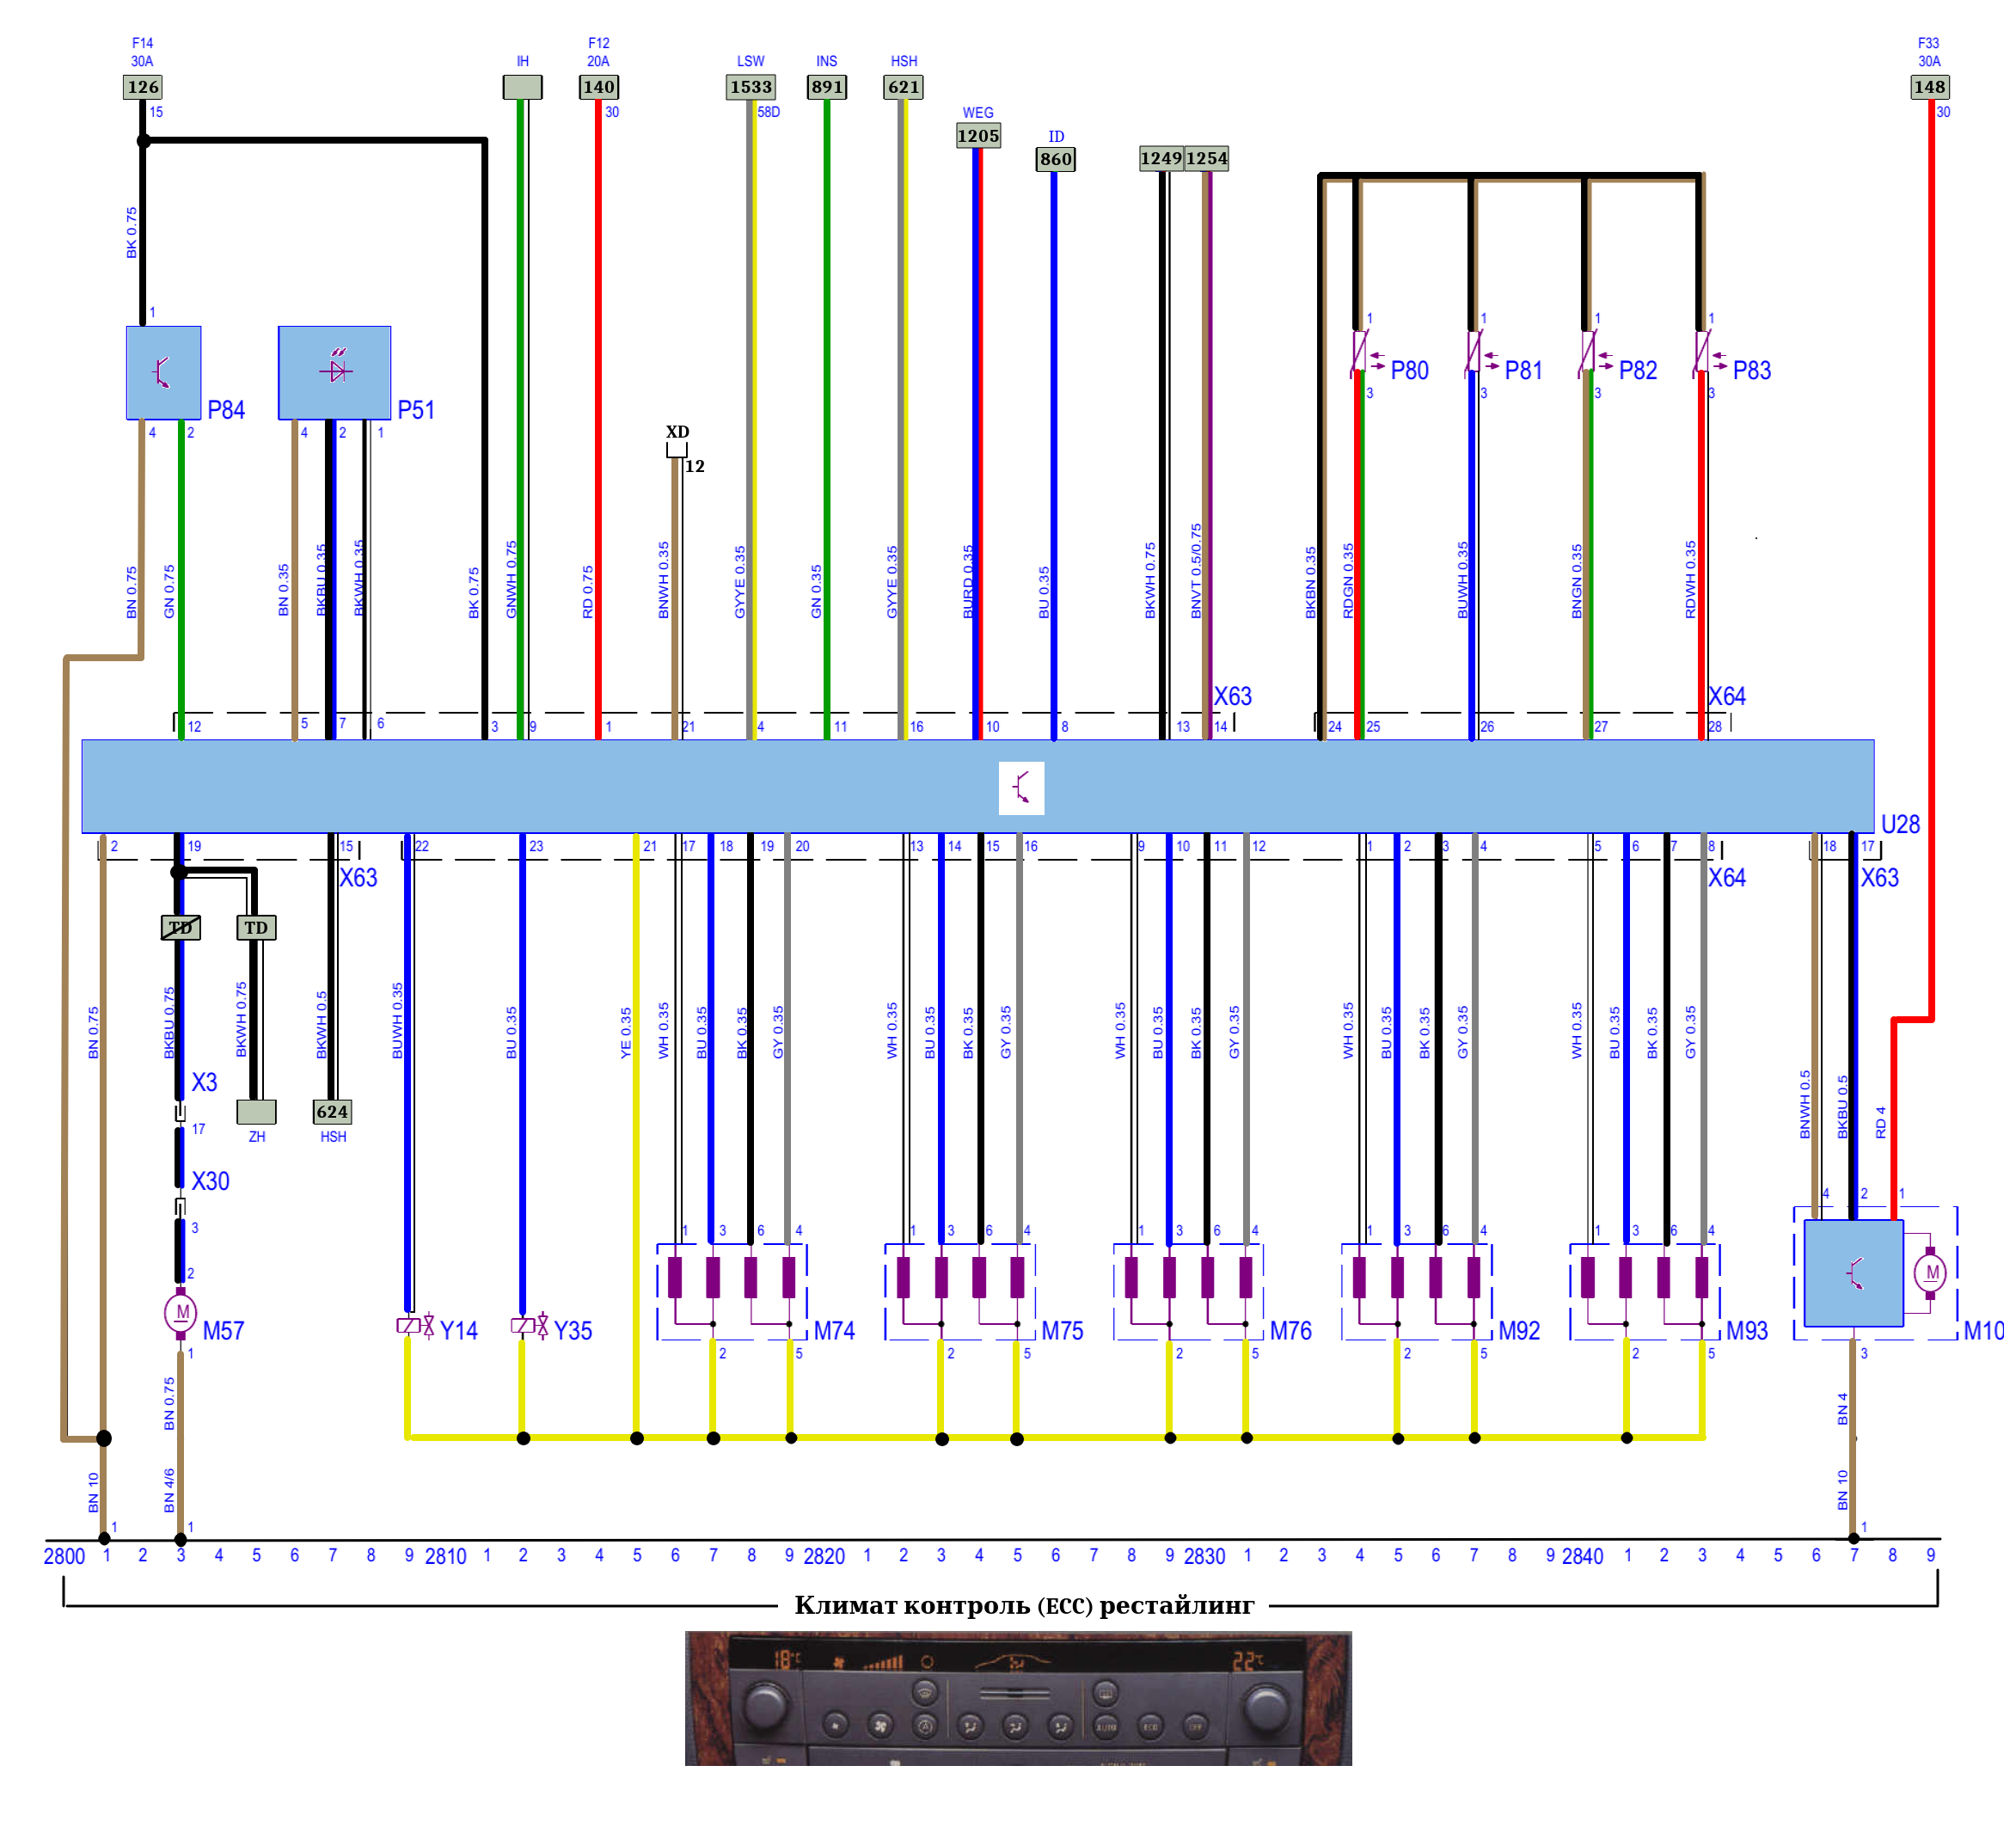 F14
30A
126
15
IH
F12
20A
140
30
LSW
1533
58D
INS
891
HSH
621
WEG
1205
ID
860
1249 1254
F33
30A
148
30
BK 0.75
1
P84
4 2
P51
4 2 1
1 P80 3
1 P81 3
1 P82 3
1 P83 3
XD
12
BN 0.75
GN 0.75
BN 0.35
BKBU 0.35
BKWH 0.35
BK 0.75
GNWH 0.75
RD 0.75
BNWH 0.35
GYYE 0.35
GN 0.35
GYYE 0.35
BURD 0.35
BU 0.35
BKWH 0.75
BNVT 0.5/0.75
BKBN 0.35
RDGN 0.35
BUWH 0.35
BNGN 0.35
RDWH 0.35
X63 X64
12 5 7 6 3 9 1 21 4 11 16 10 8 13 14 24 25 26 27 28
U28
2 19 15 22 23 21 17 18 19 20 13 14 15 16 9 10 11 12 1 2 3 4 5 6 7 8 18 17
X63 X64 X63
TD TD
BN 0.75
BKBU 0.75
BKWH 0.75
BKWH 0.5
BUWH 0.35
BU 0.35
YE 0.35
WH 0.35
BU 0.35
BK 0.35
GY 0.35
WH 0.35
BU 0.35
BK 0.35
GY 0.35
WH 0.35
BU 0.35
BK 0.35
GY 0.35
WH 0.35
BU 0.35
BK 0.35
GY 0.35
WH 0.35
BU 0.35
BK 0.35
GY 0.35
BNWH 0.5
BKBU 0.5
RD 4
X3
17
ZH
624
HSH
X30
3
2
M
M57
1
Y14
Y35
1 3 6 4
M74
2 5
1 3 6 4
M75
2 5
1 3 6 4
M76
2 5
1 3 6 4
M92
2 5
1 3 6 4
M93
2 5
4 2 1
M
M10
3
BN 0.75
BN 4
BN 10
BN 4/6
BN 10
1 1 1
2800 1 2 3 4 5 6 7 8 9 2810 1 2 3 4 5 6 7 8 9 2820 1 2 3 4 5 6 7 8 9 2830 1 2 3 4 5 6 7 8 9 2840 1 2 3 4 5 6 7 8 9
Климат контроль (ECC) рестайлинг
18°C
22°C
AUTO ECO OFF